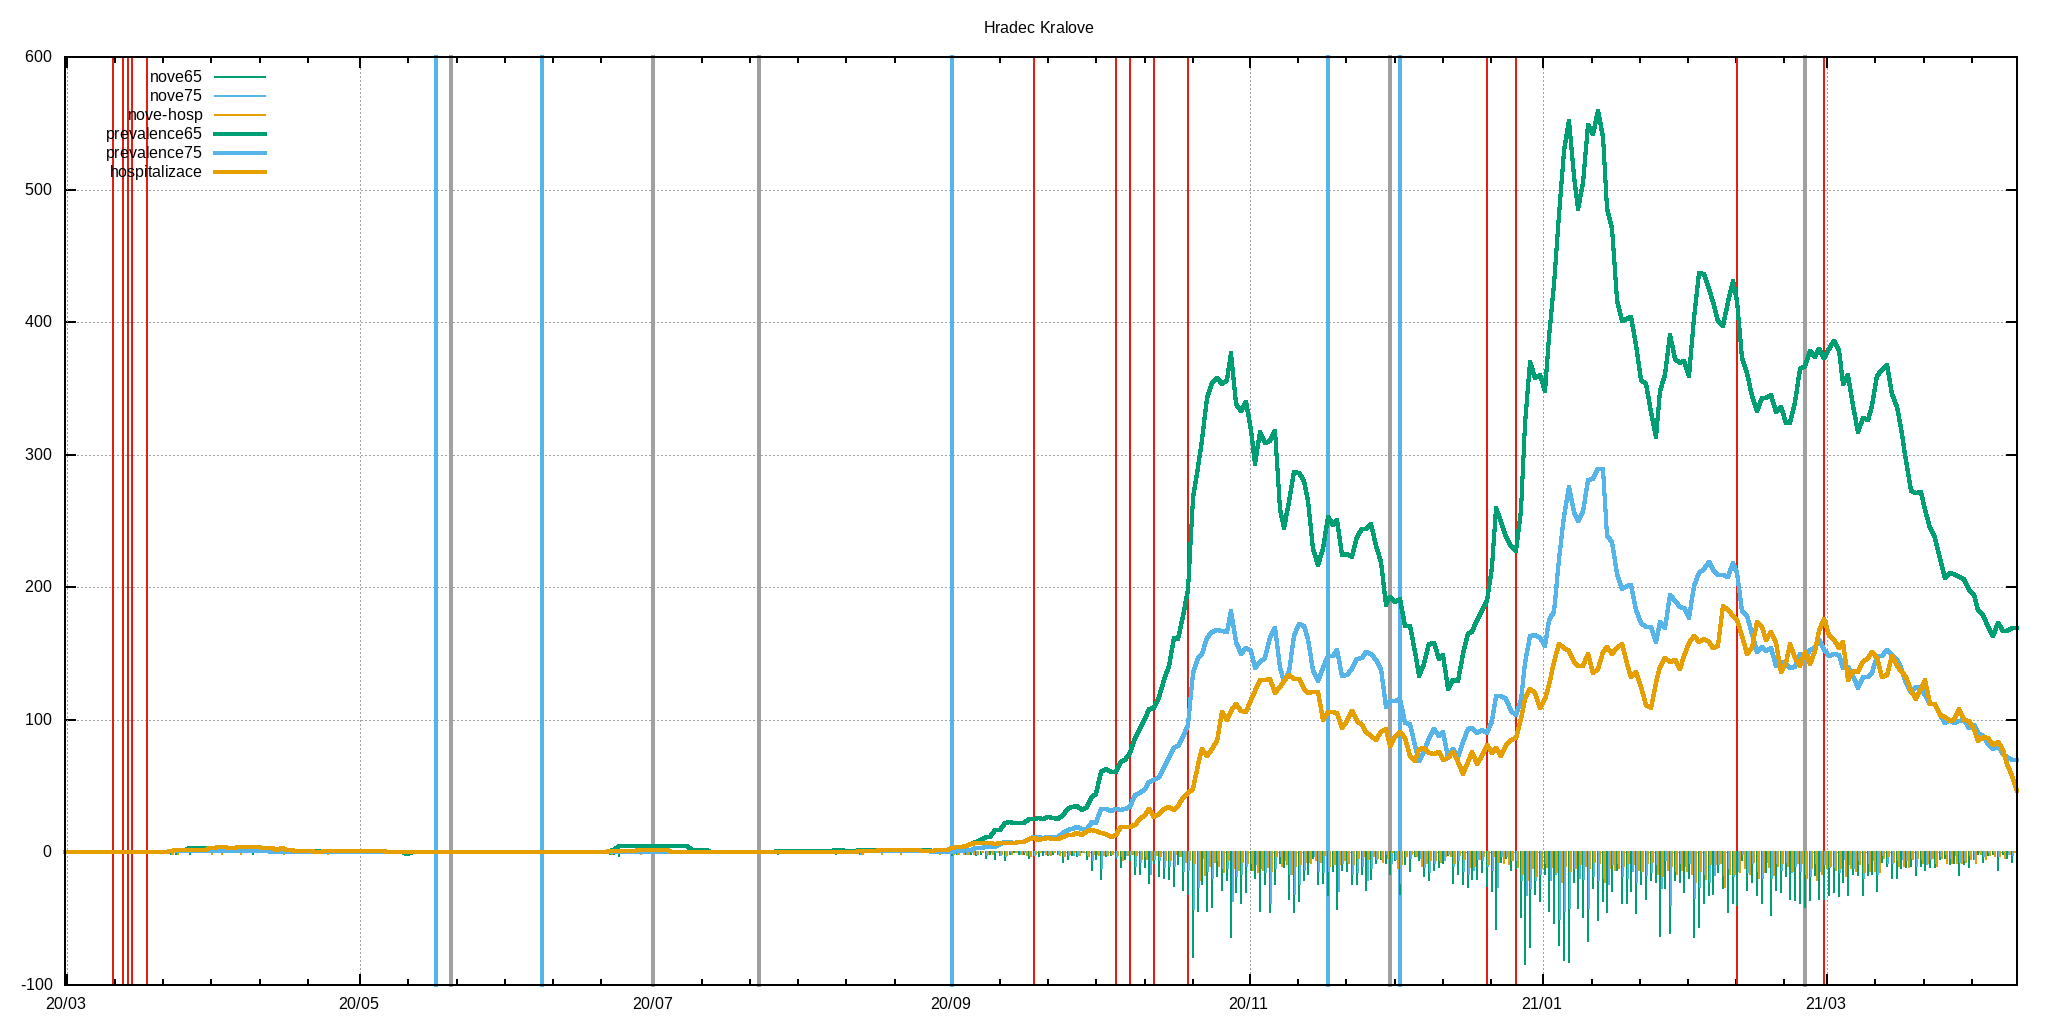 Hradec Kralove
600
nove65
nove75
nove-hosp
prevalence65
prevalence75
hospitalizace
500
400
300
200
100
0
-100
20/03 20/05 20/07 20/09 20/11 21/01 21/03